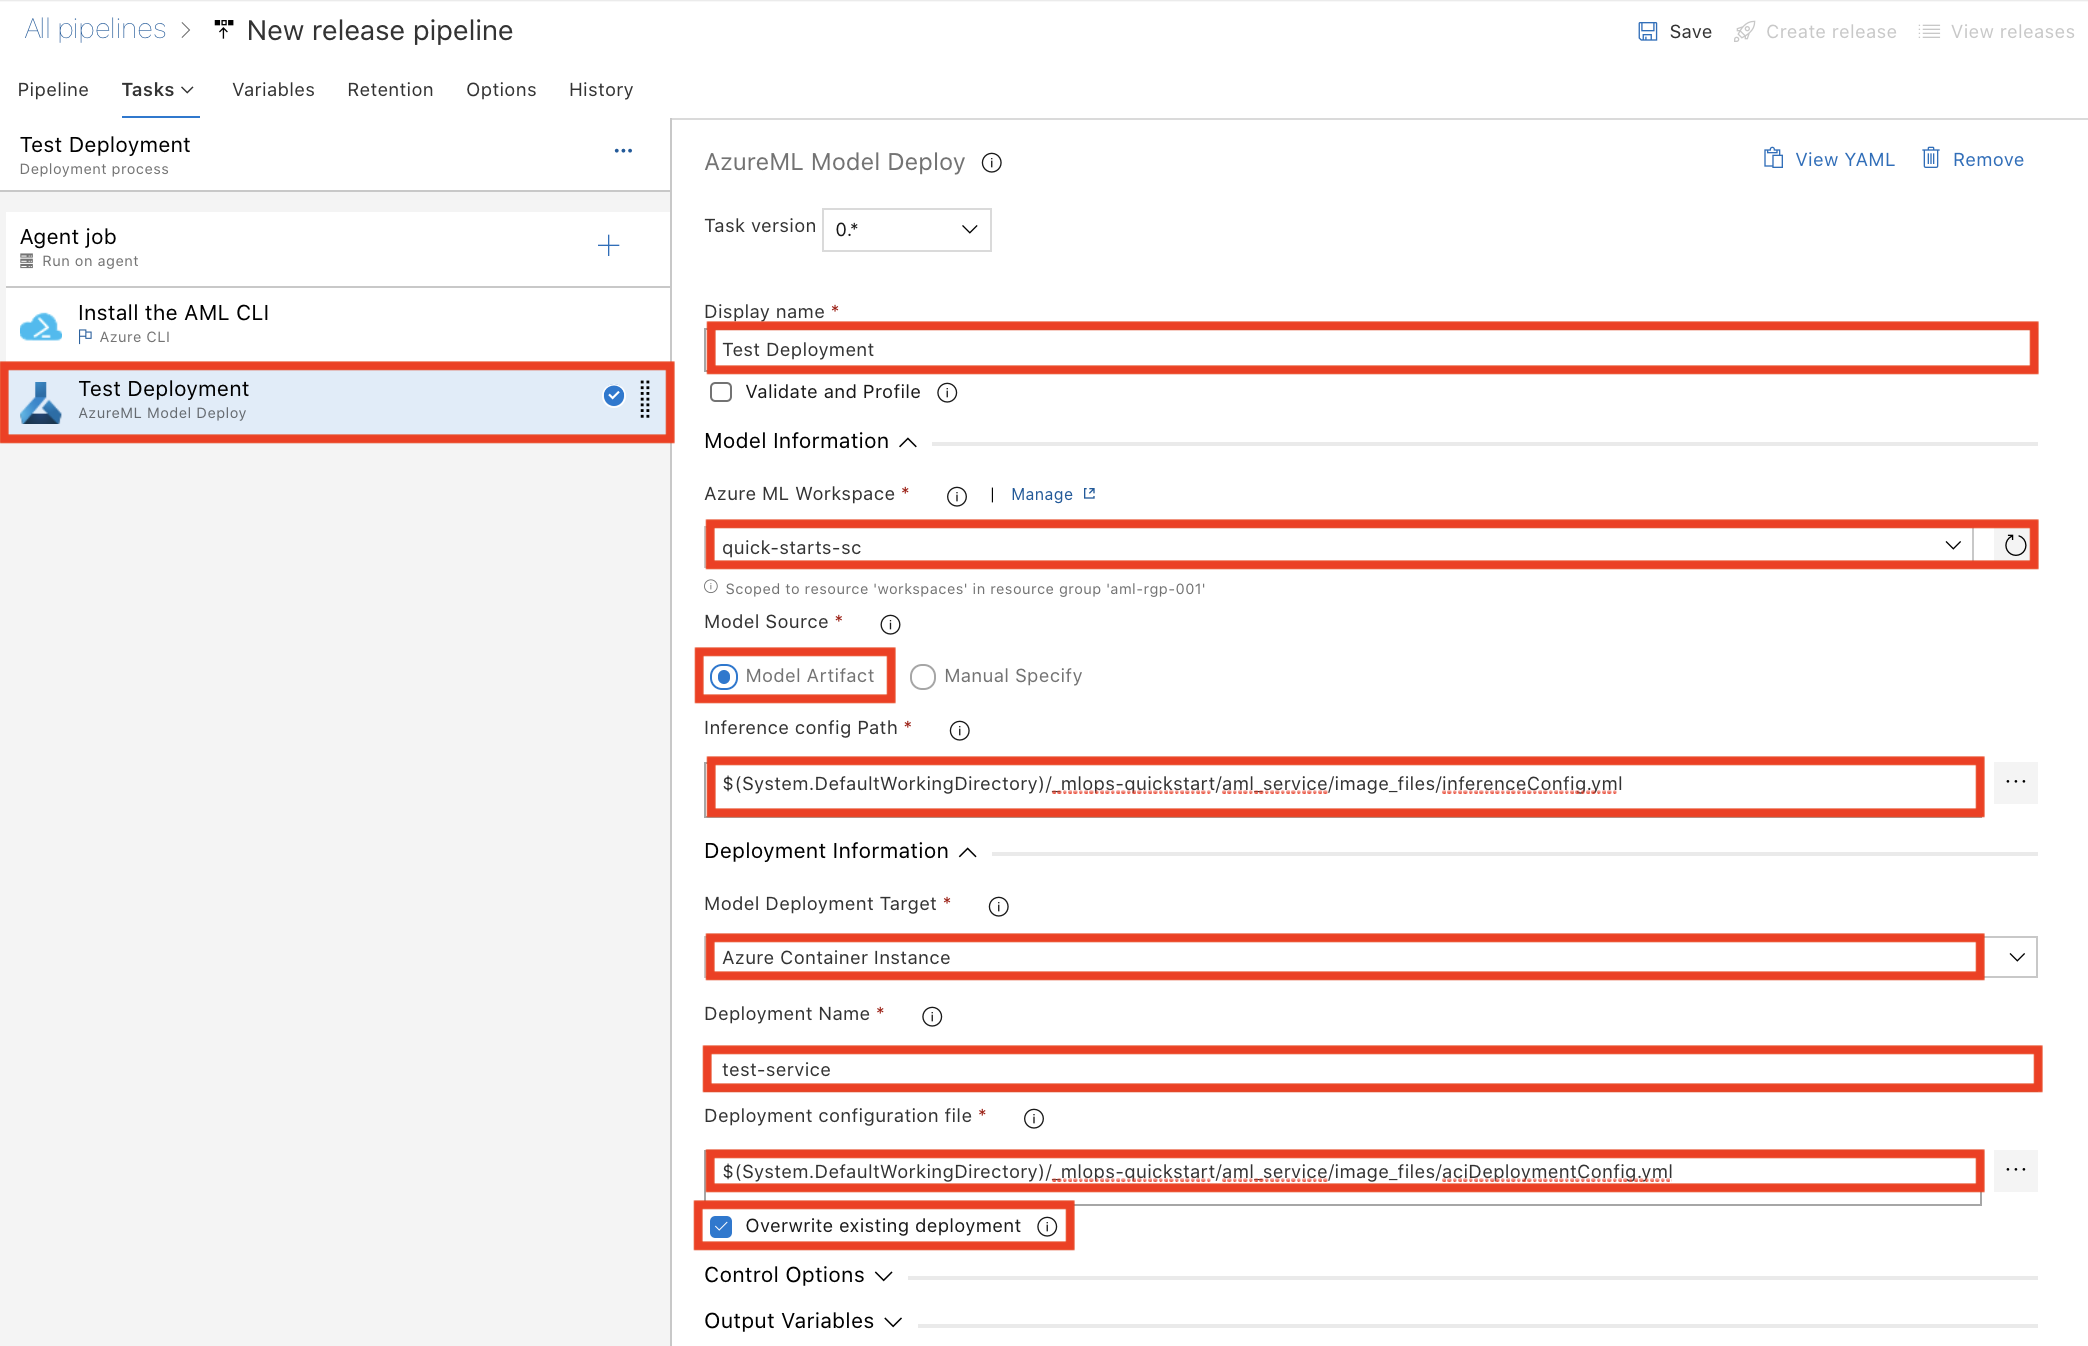 All pipelines > New release pipeline
Save Create release View releases
Pipeline Tasks Variables Retention Options History
Test Deployment
Deployment process
Agent job
Run on agent
Install the AML CLI
Azure CLI
Test Deployment
AzureML Model Deploy
AzureML Model Deploy
View YAML Remove
Task version 0.*
Display name *
Test Deployment
Validate and Profile
Model Information
Azure ML Workspace * | Manage
quick-starts-sc
Scoped to resource 'workspaces' in resource group 'aml-rgp-001'
Model Source *
Model Artifact Manual Specify
Inference config Path *
$(System.DefaultWorkingDirectory)/_mlops-quickstart/aml_service/image_files/inferenceConfig.yml
Deployment Information
Model Deployment Target *
Azure Container Instance
Deployment Name *
test-service
Deployment configuration file *
$(System.DefaultWorkingDirectory)/_mlops-quickstart/aml_service/image_files/aciDeploymentConfig.yml
Overwrite existing deployment
Control Options
Output Variables